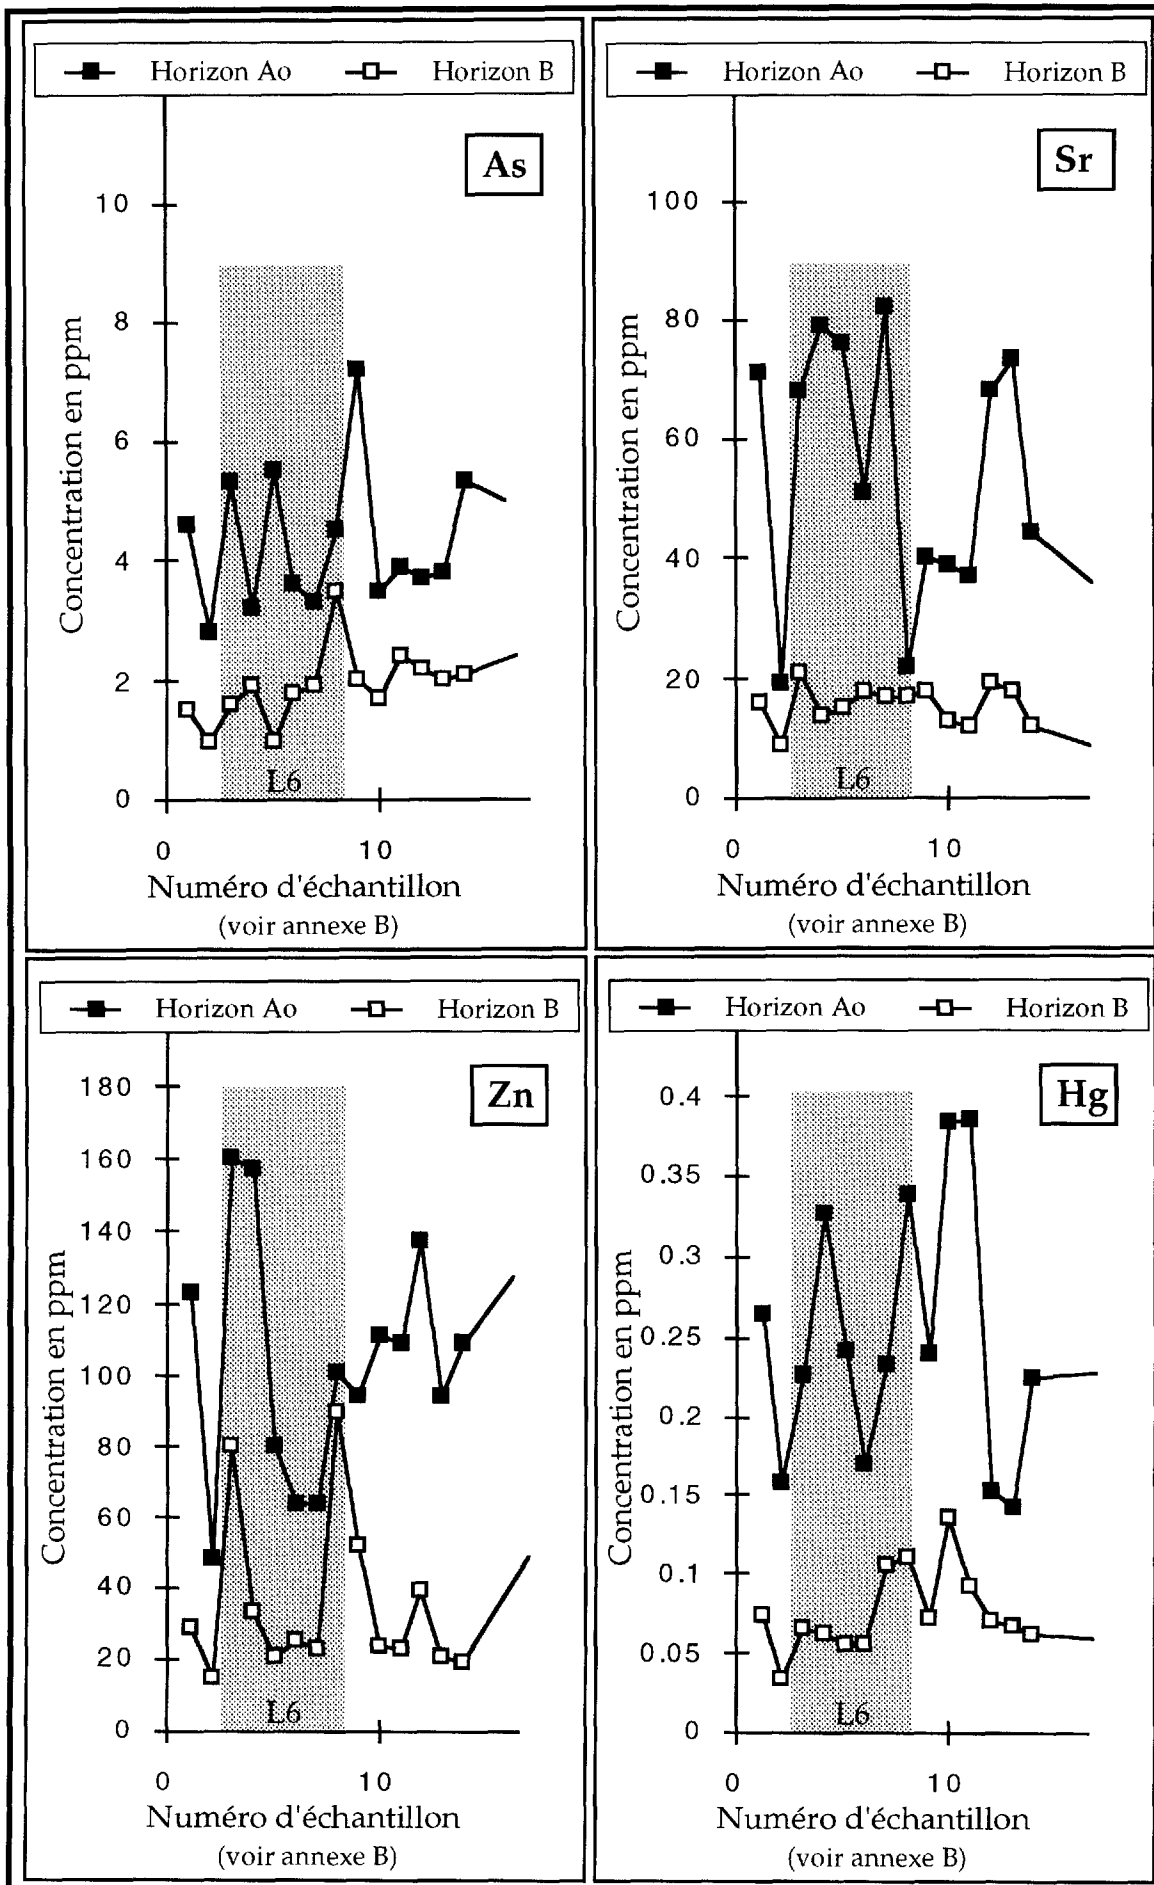 Horizon Ao Horizon B
As
10
8
6
4
2
0
Concentration en ppm
L6
0 10
Numéro d'échantillon
(voir annexe B)
Horizon Ao Horizon B
Sr
100
80
60
40
20
0
Concentration en ppm
L6
0 10
Numéro d'échantillon
(voir annexe B)
Horizon Ao Horizon B
Zn
180
160
140
120
100
80
60
40
20
0
Concentration en ppm
L6
0 10
Numéro d'échantillon
(voir annexe B)
Horizon Ao Horizon B
Hg
0.4
0.35
0.3
0.25
0.2
0.15
0.1
0.05
0
Concentration en ppm
L6
0 10
Numéro d'échantillon
(voir annexe B)